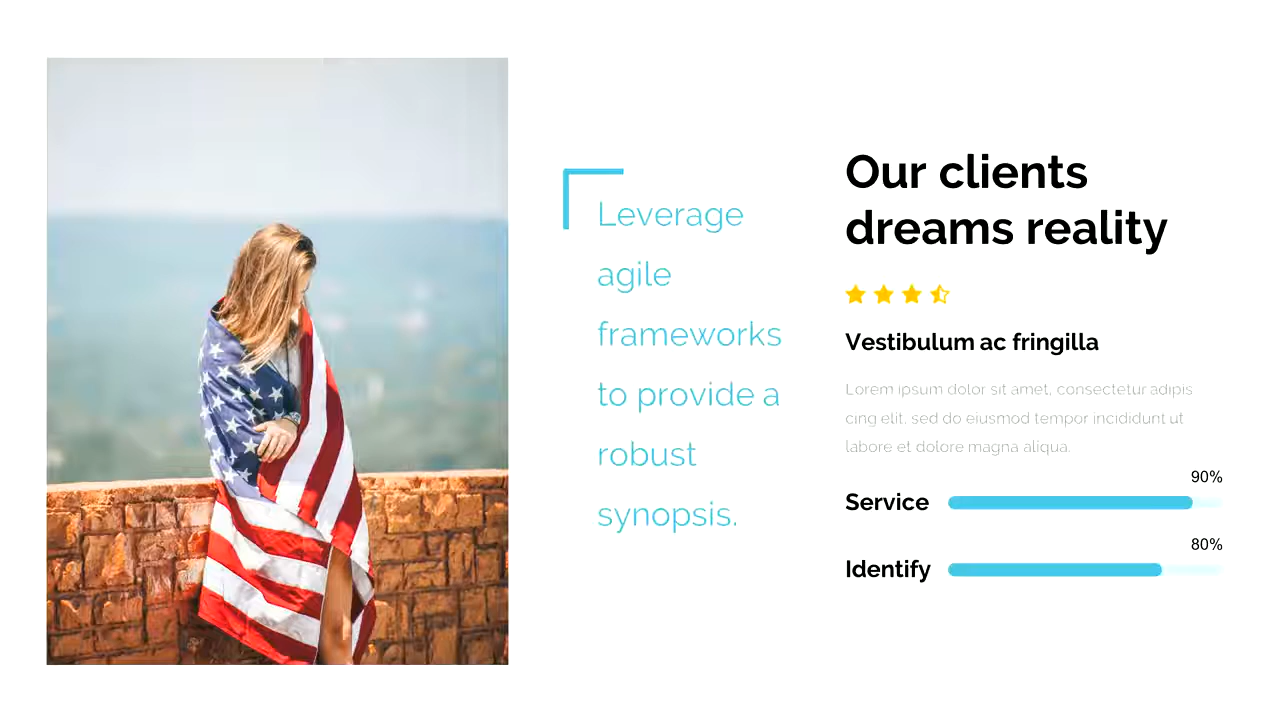 Leverage
agile
frameworks
to provide a
robust
synopsis.
Our clients
dreams reality
Vestibulum ac fringilla
Lorem ipsum dolor sit amet, consectetur adipis
cing elit, sed do eiusmod tempor incididunt ut
labore et dolore magna aliqua.
90%
Service
80%
Identify